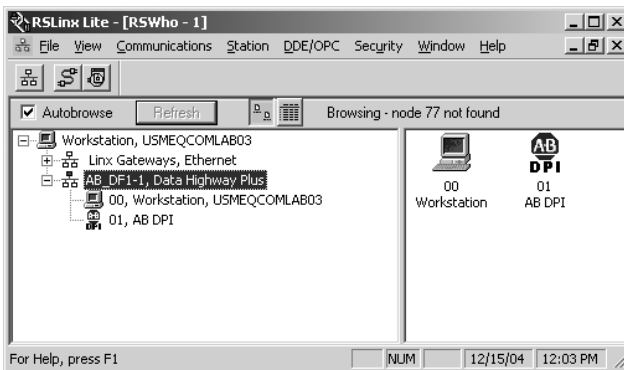 RSLinx Lite - [RSWho - 1]
File View Communications Station DDE/OPC Security Window Help
Autobrowse Refresh Browsing - node 77 not found
Workstation, USMEQCOMLAB03
Linx Gateways, Ethernet
AB_DF1-1, Data Highway Plus
00, Workstation, USMEQCOMLAB03
AB DPI 01, AB DPI
AB DPI
00 01
Workstation AB DPI
For Help, press F1 NUM 12/15/04 12:03 PM